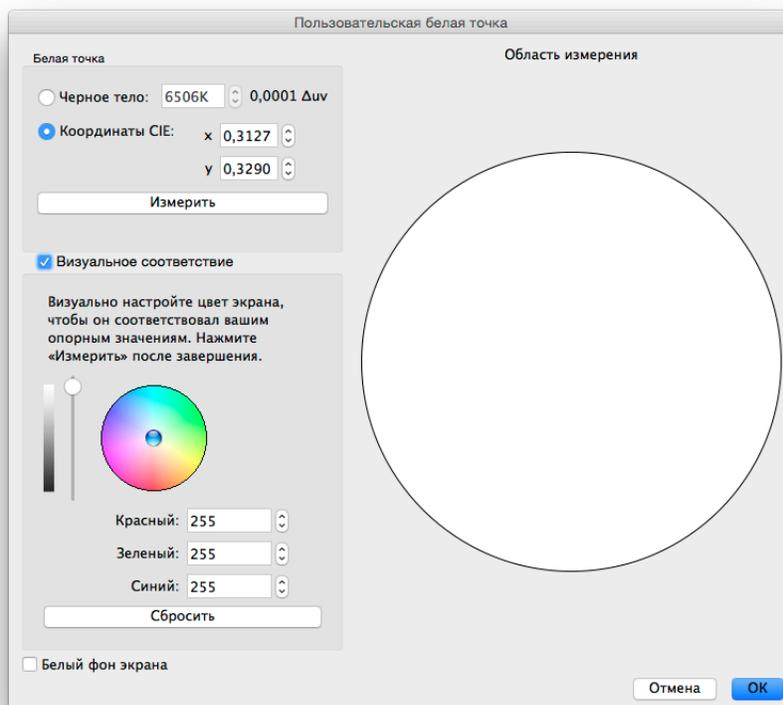 Пользовательская белая точка
Белая точка
Черное тело: 6506K 0,0001 Δuv
Координаты CIE: x 0,3127
y 0,3290
Измерить
Визуальное соответствие
Визуально настройте цвет экрана,
чтобы он соответствовал вашим
опорным значениям. Нажмите
«Измерить» после завершения.
Красный: 255
Зеленый: 255
Синий: 255
Сбросить
Белый фон экрана
Область измерения
Отмена
OK